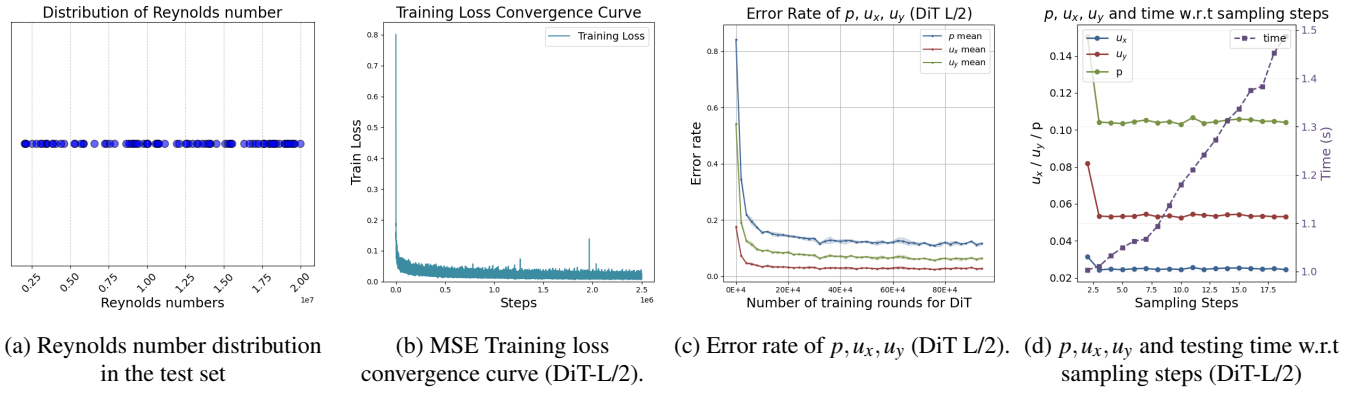 Distribution of Reynolds number
0.25
0.50
0.75
1.00
1.25
1.50
1.75
2.00
1e7
Reynolds numbers
Training Loss Convergence Curve
Training Loss
Train Loss
0.8
0.7
0.6
0.5
0.4
0.3
0.2
0.1
0.0
0.0
0.5
1.0
1.5
2.0
2.5
1e6
Steps
Error Rate of p, uₓ, u_y (DiT L/2)
p mean
uₓ mean
u_y mean
Error rate
0.8
0.6
0.4
0.2
0.0
0E+4
20E+4
40E+4
60E+4
80E+4
Number of training rounds for DiT
p, uₓ, u_y and time w.r.t sampling steps
uₓ
u_y
p
time
uₓ / u_y / p
0.14
0.12
0.10
0.08
0.06
0.04
0.02
1.5
1.4
1.3
1.2
1.1
1.0
Time (s)
2.5
5.0
7.5
10.0
12.5
15.0
17.5
Sampling Steps
(a) Reynolds number distribution
in the test set
(b) MSE Training loss
convergence curve (DiT-L/2).
(c) Error rate of p, uₓ, u_y (DiT L/2).
(d) p, uₓ, u_y and testing time w.r.t
sampling steps (DiT-L/2)